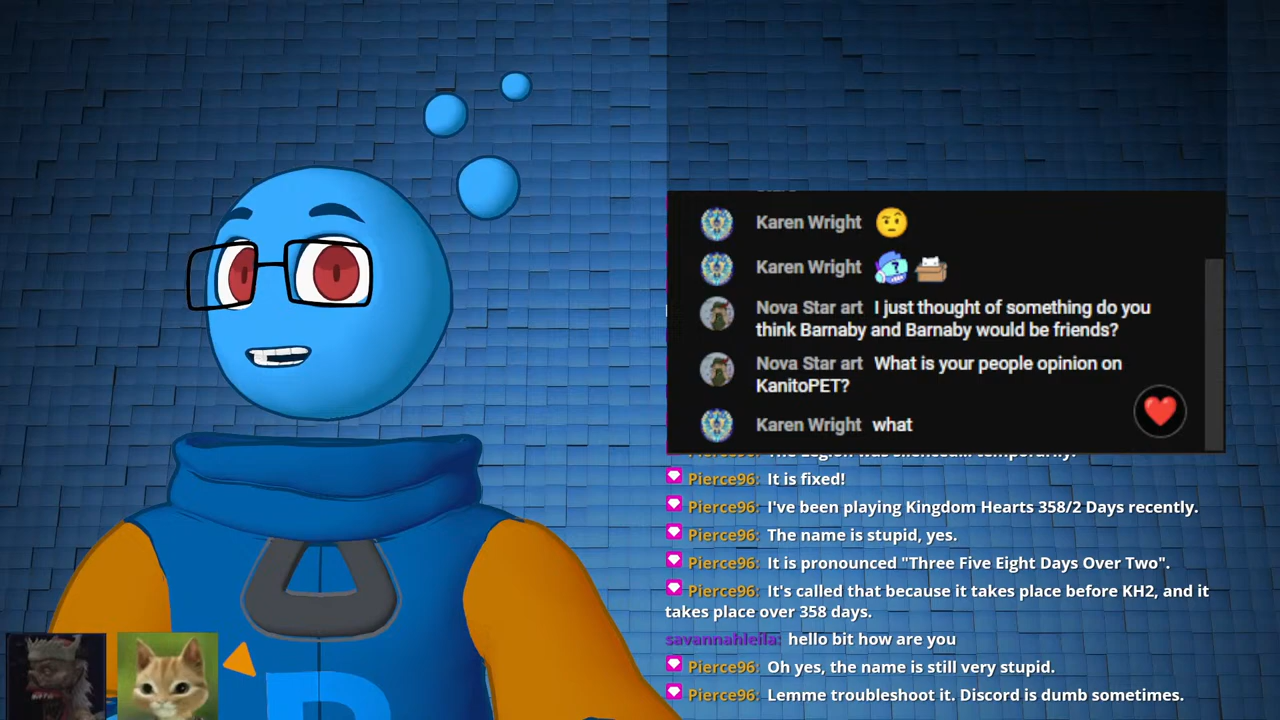 Karen Wright
Karen Wright
Nova Star art I just thought of something do you
think Barnaby and Barnaby would be friends?
Nova Star art What is your people opinion on
KanitoPET?
Karen Wright what
Pierce96: It is fixed!
Pierce96: I've been playing Kingdom Hearts 358/2 Days recently.
Pierce96: The name is stupid, yes.
Pierce96: It is pronounced "Three Five Eight Days Over Two".
Pierce96: It's called that because it takes place before KH2, and it
takes place over 358 days.
savannahleila: hello bit how are you
Pierce96: Oh yes, the name is still very stupid.
Pierce96: Lemme troubleshoot it. Discord is dumb sometimes.